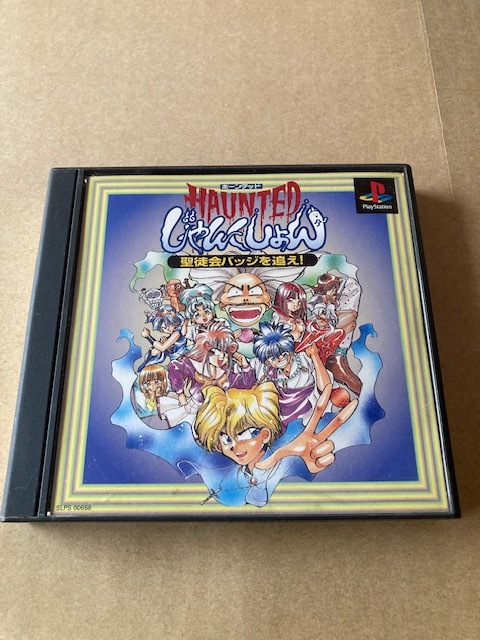 ホーンテッド
HAUNTED
じゃんくしょん
聖徒会バッジを追え!
PlayStation
SLPS 00668